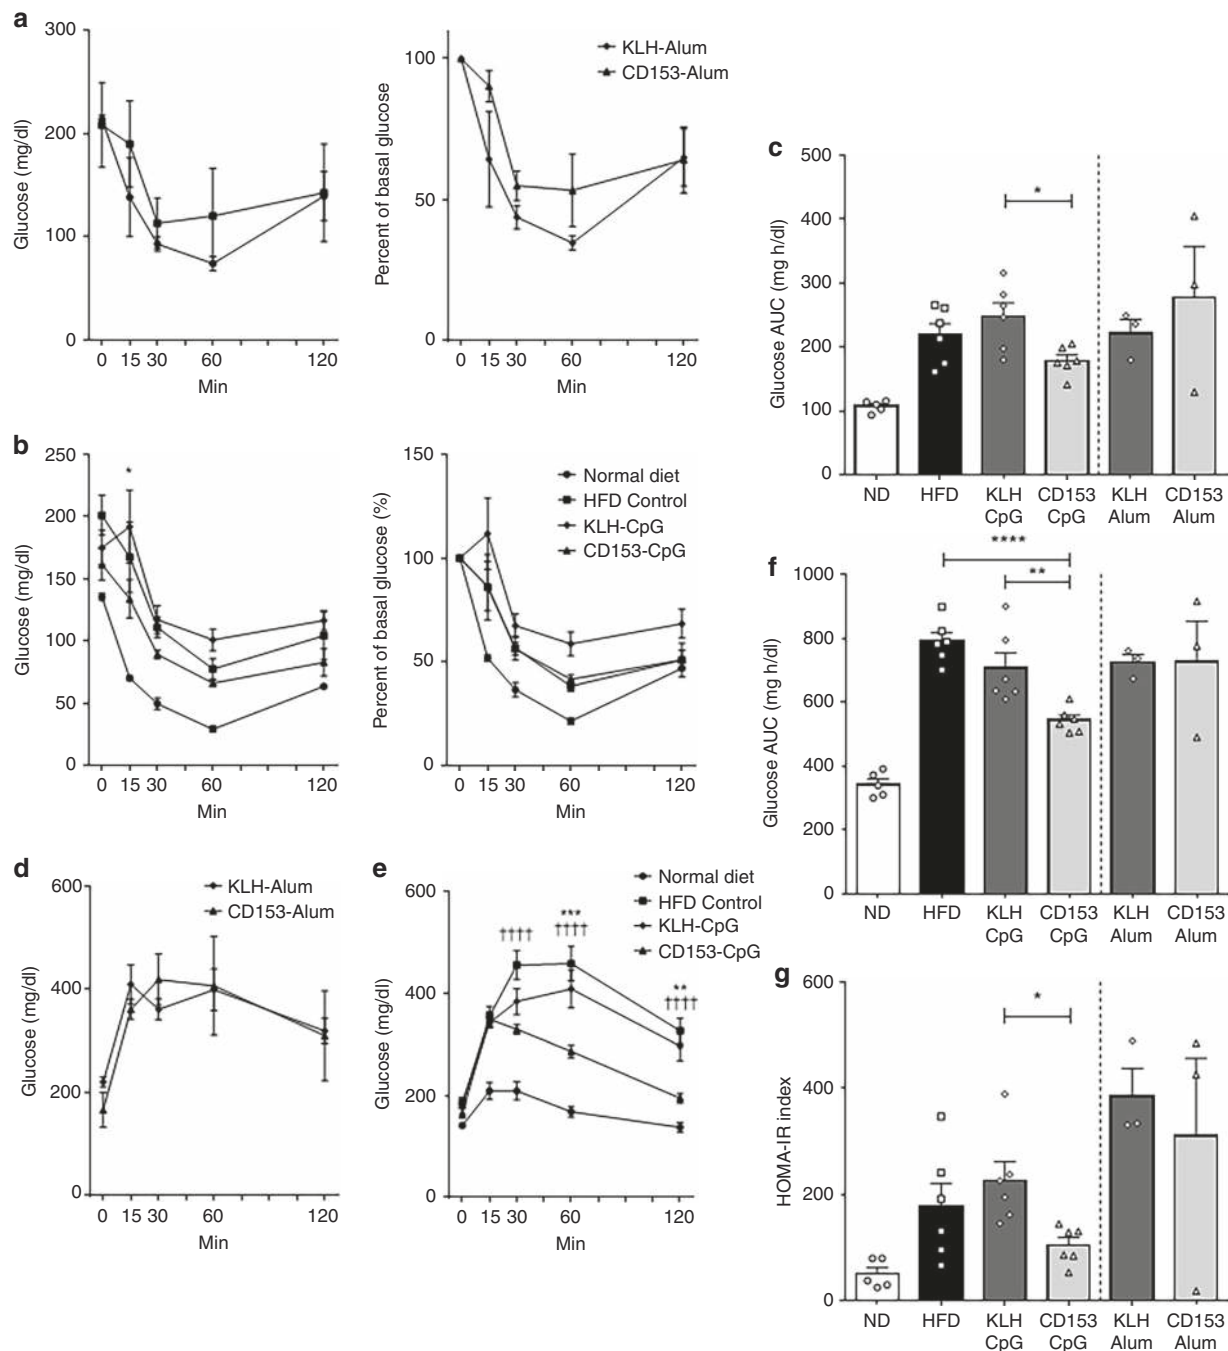 a
300
200
100
0
Glucose (mg/dl)
0 15 30 60 120
Min
100
50
0
Percent of basal glucose
KLH-Alum
CD153-Alum
0 15 30 60 120
Min
b
250
200
150
100
50
0
Glucose (mg/dl)
*
0 15 30 60 120
Min
150
100
50
0
Percent of basal glucose (%)
Normal diet
HFD Control
KLH-CpG
CD153-CpG
0 15 30 60 120
Min
c
500
400
300
200
100
0
Glucose AUC (mg h/dl)
*
ND HFD KLH CD153 KLH CD153
CpG CpG Alum Alum
d
600
400
200
0
Glucose (mg/dl)
KLH-Alum
CD153-Alum
0 15 30 60 120
Min
e
600
400
200
0
Glucose (mg/dl)
Normal diet
HFD Control
KLH-CpG
CD153-CpG
***
†††† ††††
**
††††
0 15 30 60 120
Min
f
1000
800
600
400
200
0
Glucose AUC (mg h/dl)
****
**
ND HFD KLH CD153 KLH CD153
CpG CpG Alum Alum
g
600
400
200
0
HOMA-IR index
*
ND HFD KLH CD153 KLH CD153
CpG CpG Alum Alum